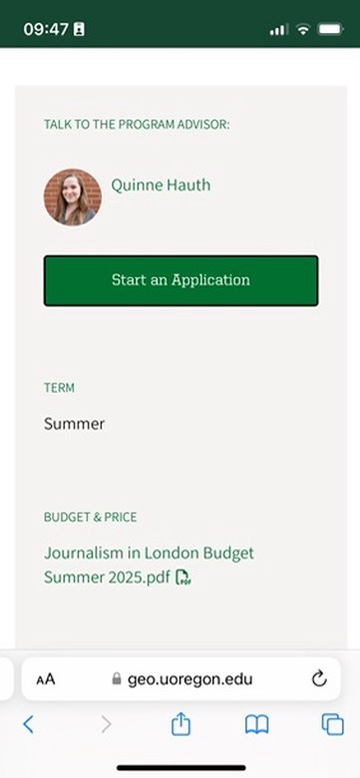 09:47
TALK TO THE PROGRAM ADVISOR:
Quinne Hauth
Start an Application
TERM
Summer
BUDGET & PRICE
Journalism in London Budget
Summer 2025.pdf
PDF
AA geo.uoregon.edu